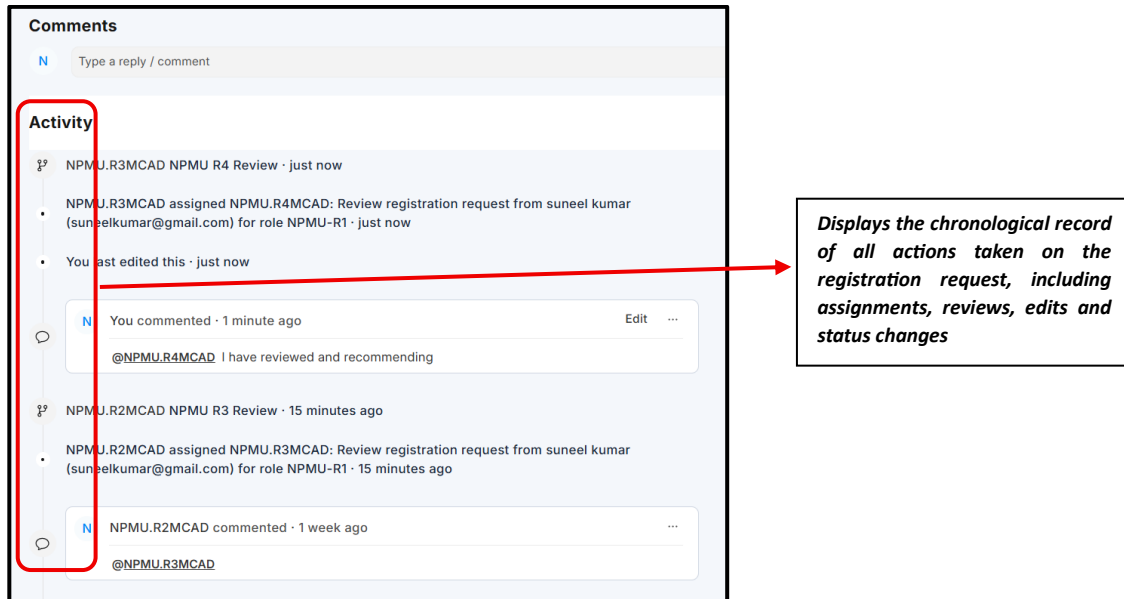 Comments
N
Type a reply / comment
Activity
NPMU.R3MCAD NPMU R4 Review · just now
NPMU.R3MCAD assigned NPMU.R4MCAD: Review registration request from suneel kumar
(suneelkumar@gmail.com) for role NPMU-R1 · just now
You last edited this · just now
N
You commented · 1 minute ago
Edit ...
@NPMU.R4MCAD I have reviewed and recommending
NPMU.R2MCAD NPMU R3 Review · 15 minutes ago
NPMU.R2MCAD assigned NPMU.R3MCAD: Review registration request from suneel kumar
(suneelkumar@gmail.com) for role NPMU-R1 · 15 minutes ago
N
NPMU.R2MCAD commented · 1 week ago
...
@NPMU.R3MCAD
Displays the chronological record
of all actions taken on the
registration request, including
assignments, reviews, edits and
status changes